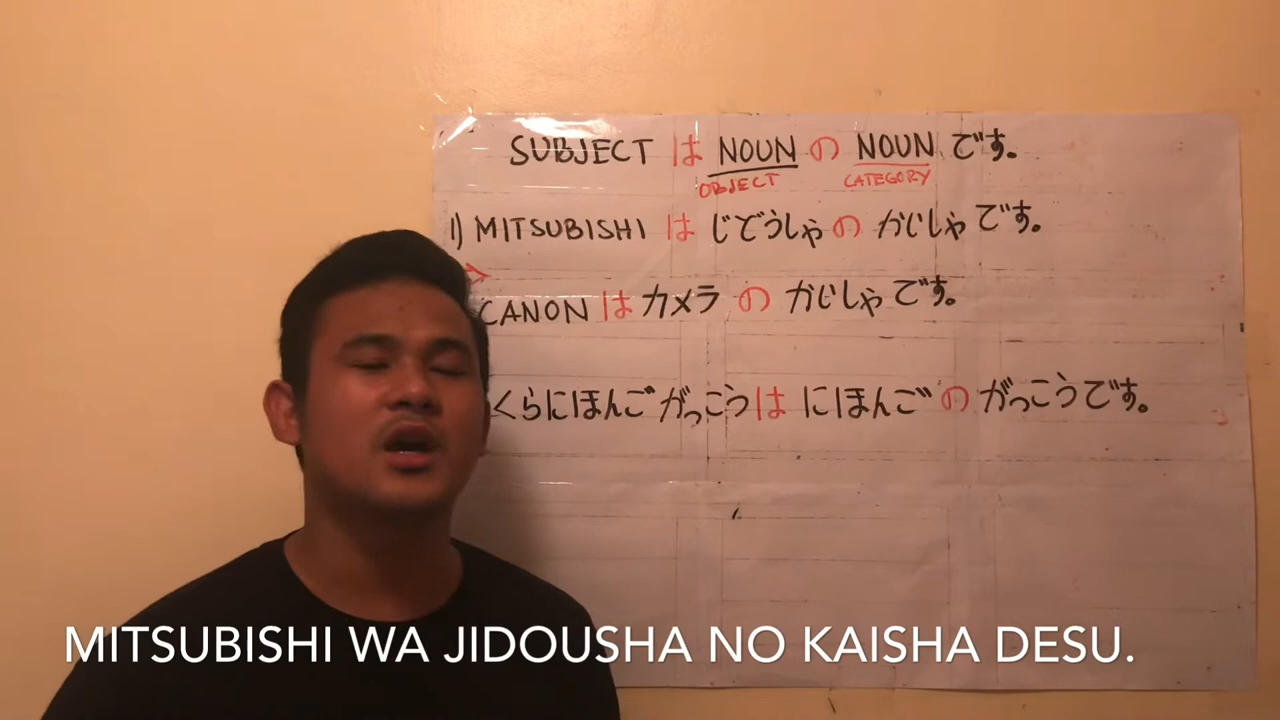 SUBJECT は NOUN の NOUN です。
OBJECT CATEGORY
1) MITSUBISHI は じどうしゃ の かじしゃ です。
CANON は カメラ の かじしゃ です。
くらにほんご がっこう は にほんご の がっこうです。
MITSUBISHI WA JIDOUSHA NO KAISHA DESU.